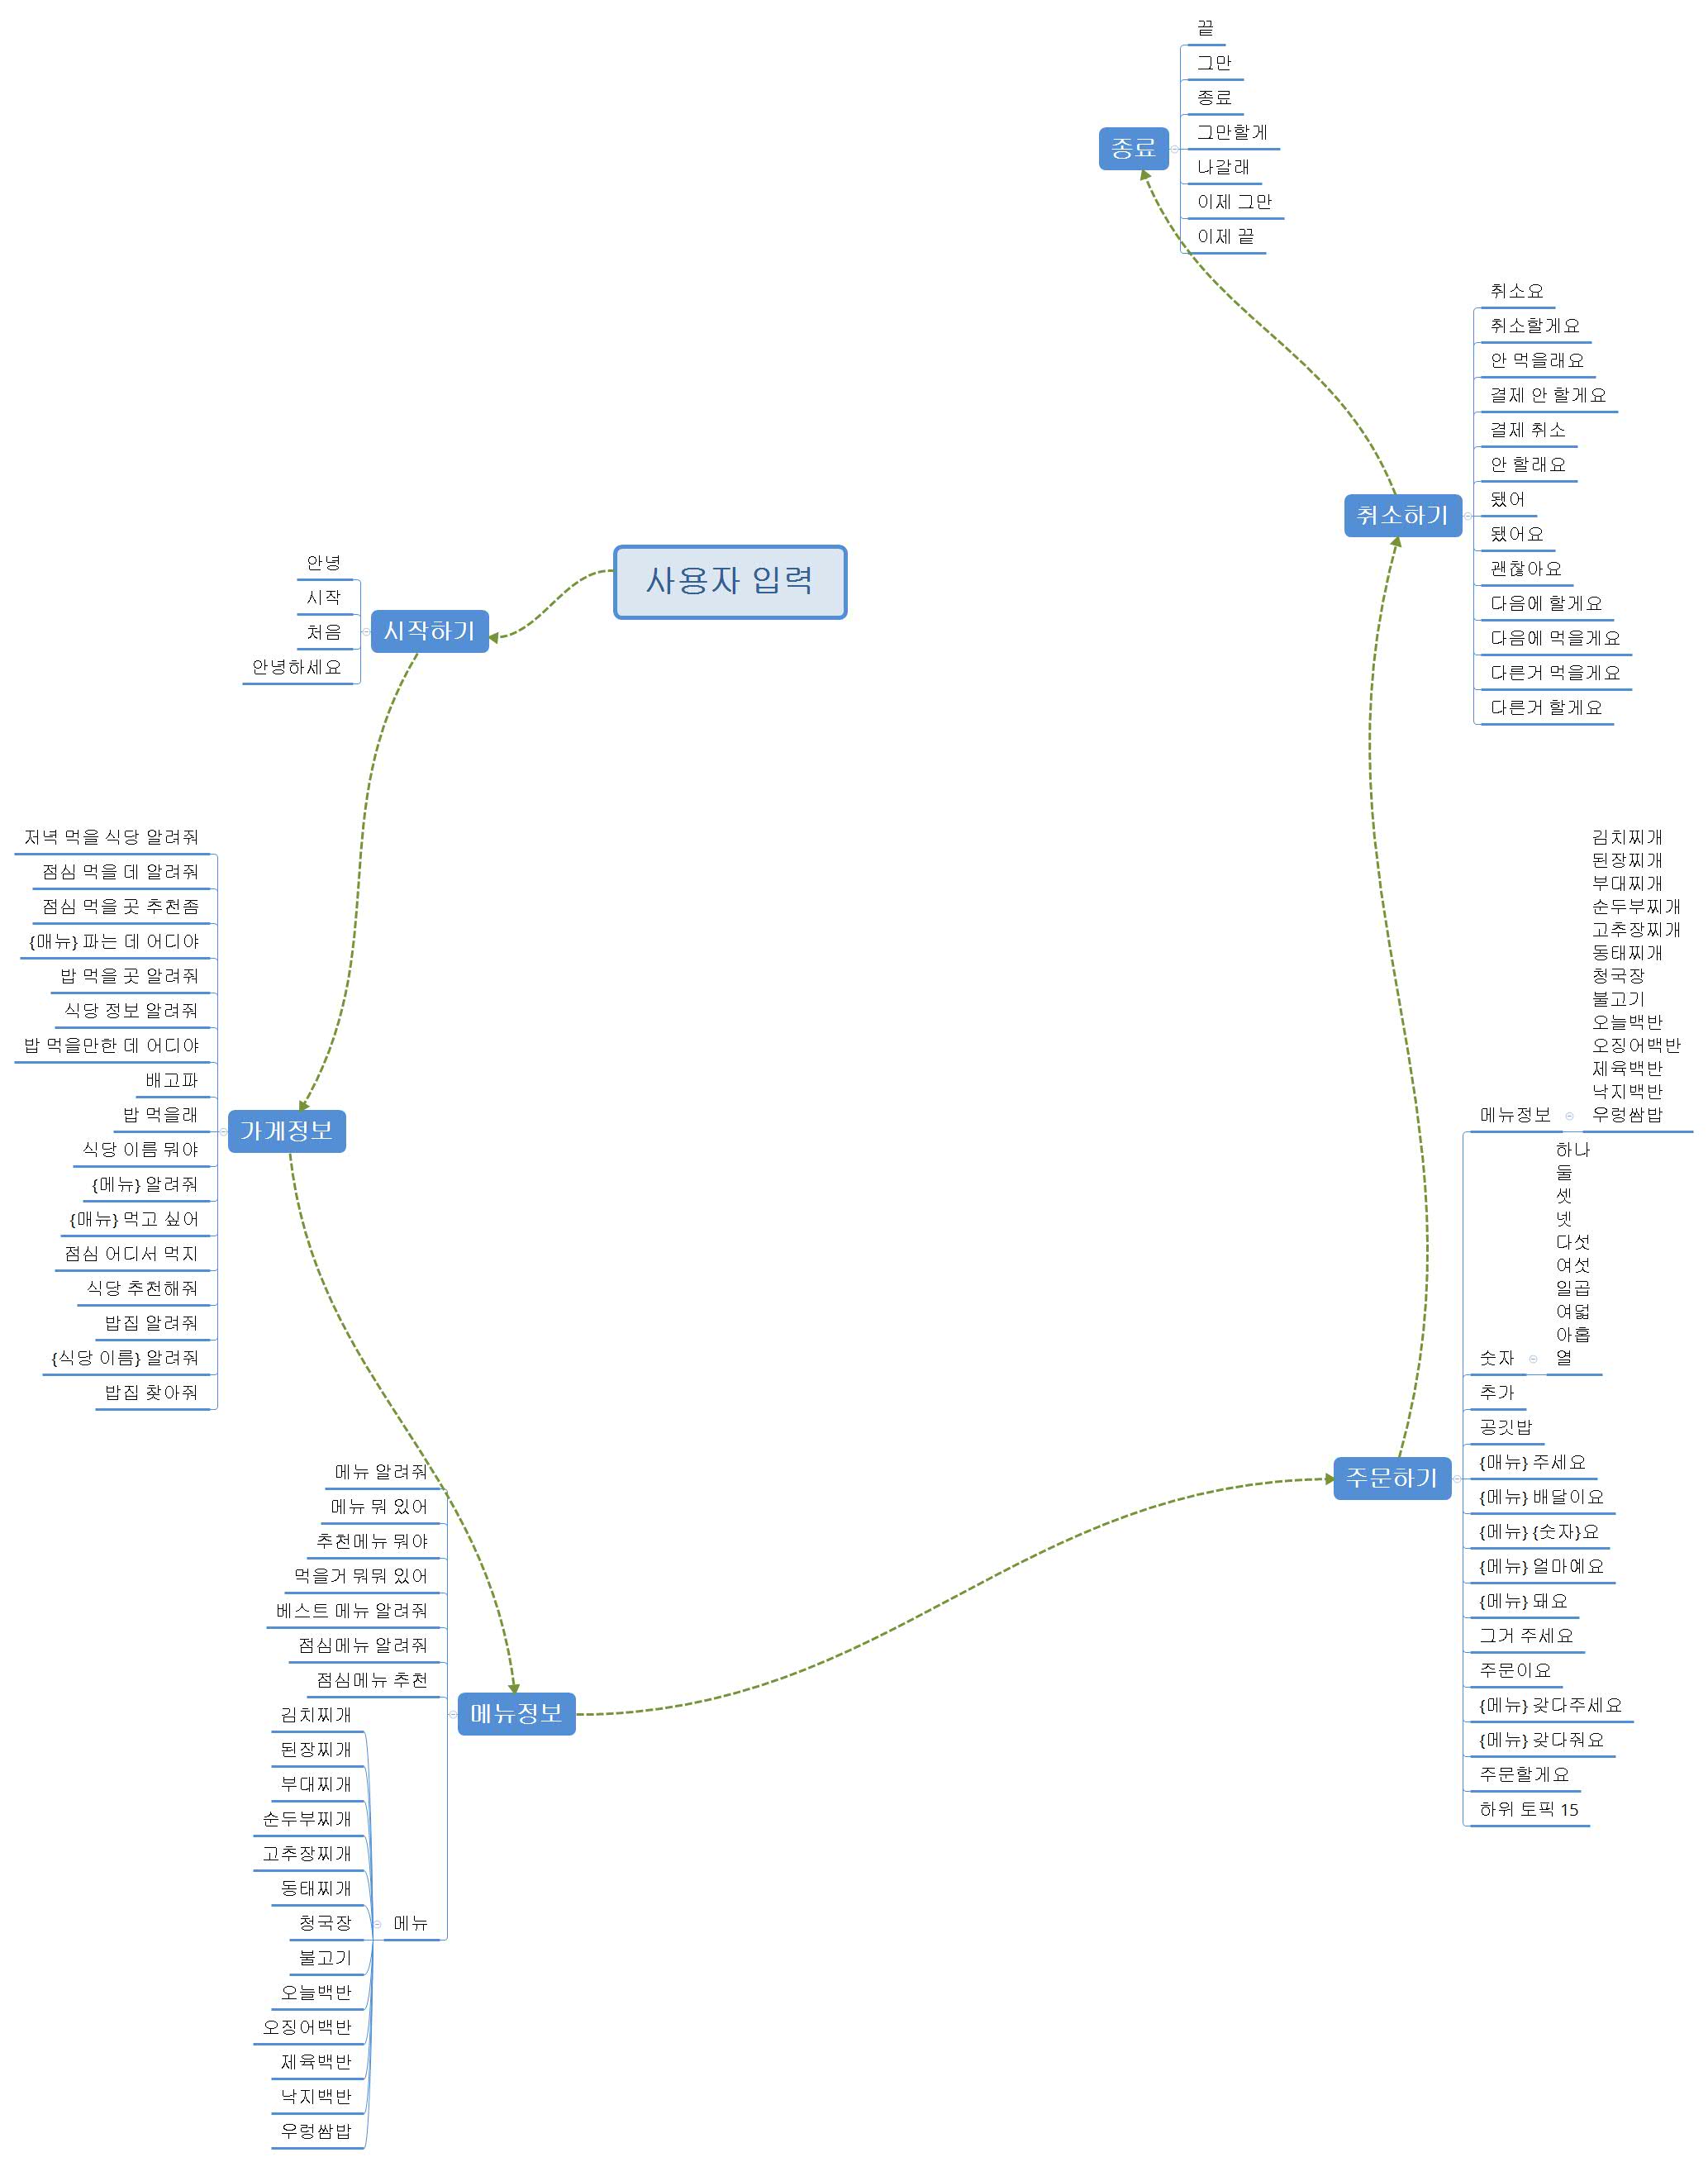 사용자 입력
시작하기
안녕
시작
처음
안녕하세요
가게정보
저녁 먹을 식당 알려줘
점심 먹을 데 알려줘
점심 먹을 곳 추천좀
{매뉴} 파는 데 어디야
밥 먹을 곳 알려줘
식당 정보 알려줘
밥 먹을만한 데 어디야
배고파
밥 먹을래
식당 이름 뭐야
{메뉴} 알려줘
{매뉴} 먹고 싶어
점심 어디서 먹지
식당 추천해줘
밥집 알려줘
{식당 이름} 알려줘
밥집 찾아줘
메뉴정보
메뉴 알려줘
메뉴 뭐 있어
추천메뉴 뭐야
먹을거 뭐뭐 있어
베스트 메뉴 알려줘
점심메뉴 알려줘
점심메뉴 추천
메뉴
김치찌개
된장찌개
부대찌개
순두부찌개
고추장찌개
동태찌개
청국장
불고기
오늘백반
오징어백반
제육백반
낙지백반
우렁쌈밥
주문하기
메뉴정보
김치찌개
된장찌개
부대찌개
순두부찌개
고추장찌개
동태찌개
청국장
불고기
오늘백반
오징어백반
제육백반
낙지백반
우렁쌈밥
숫자
하나
둘
셋
넷
다섯
여섯
일곱
여덟
아홉
열
추가
공깃밥
{매뉴} 주세요
{메뉴} 배달이요
{메뉴} {숫자}요
{메뉴} 얼마예요
{메뉴} 돼요
그거 주세요
주문이요
{메뉴} 갖다주세요
{메뉴} 갖다줘요
주문할게요
하위 토픽 15
취소하기
취소요
취소할게요
안 먹을래요
결제 안 할게요
결제 취소
안 할래요
됐어
됐어요
괜찮아요
다음에 할게요
다음에 먹을게요
다른거 먹을게요
다른거 할게요
종료
끝
그만
종료
그만할게
나갈래
이제 그만
이제 끝